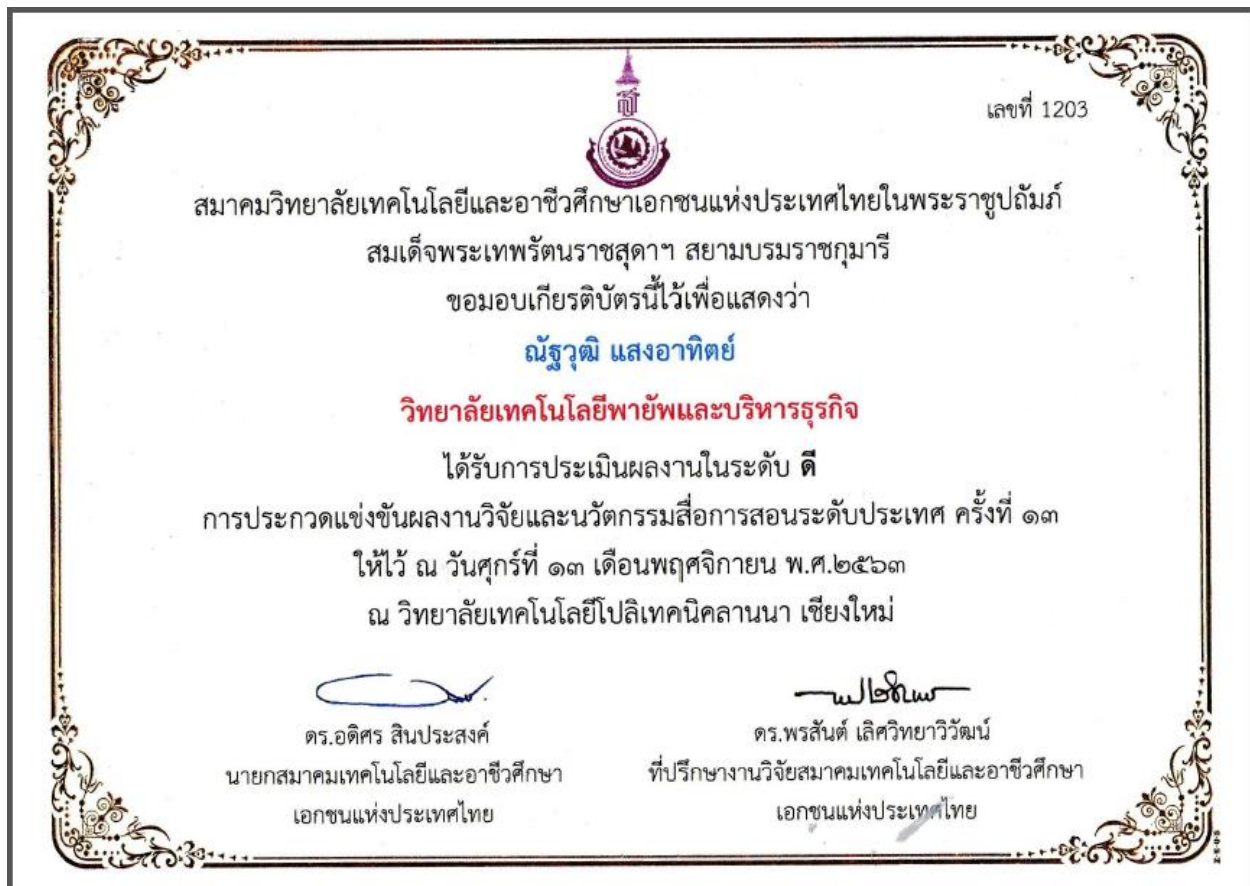 เลขที่ 1203
สมาคมวิทยาลัยเทคโนโลยีและอาชีวศึกษาเอกชนแห่งประเทศไทยในพระราชูปถัมภ์
สมเด็จพระเทพรัตนราชสุดาฯ สยามบรมราชกุมารี
ขอมอบเกียรติบัตรนี้ไว้เพื่อแสดงว่า
ณัฐวุฒิ แสงอาทิตย์
วิทยาลัยเทคโนโลยีพายัพและบริหารธุรกิจ
ได้รับการประเมินผลงานในระดับ ดี
การประกวดแข่งขันผลงานวิจัยและนวัตกรรมสื่อการสอนระดับประเทศ ครั้งที่ ๑๓
ให้ไว้ ณ วันศุกร์ที่ ๑๓ เดือนพฤศจิกายน พ.ศ.๒๕๖๓
ณ วิทยาลัยเทคโนโลยีโปลิเทคนิคลานนา เชียงใหม่
ดร.อดิศร สินประสงค์
นายกสมาคมเทคโนโลยีและอาชีวศึกษา
เอกชนแห่งประเทศไทย
ดร.พรสันต์ เลิศวิทยาวิวัฒน์
ที่ปรึกษางานวิจัยสมาคมเทคโนโลยีและอาชีวศึกษา
เอกชนแห่งประเทศไทย